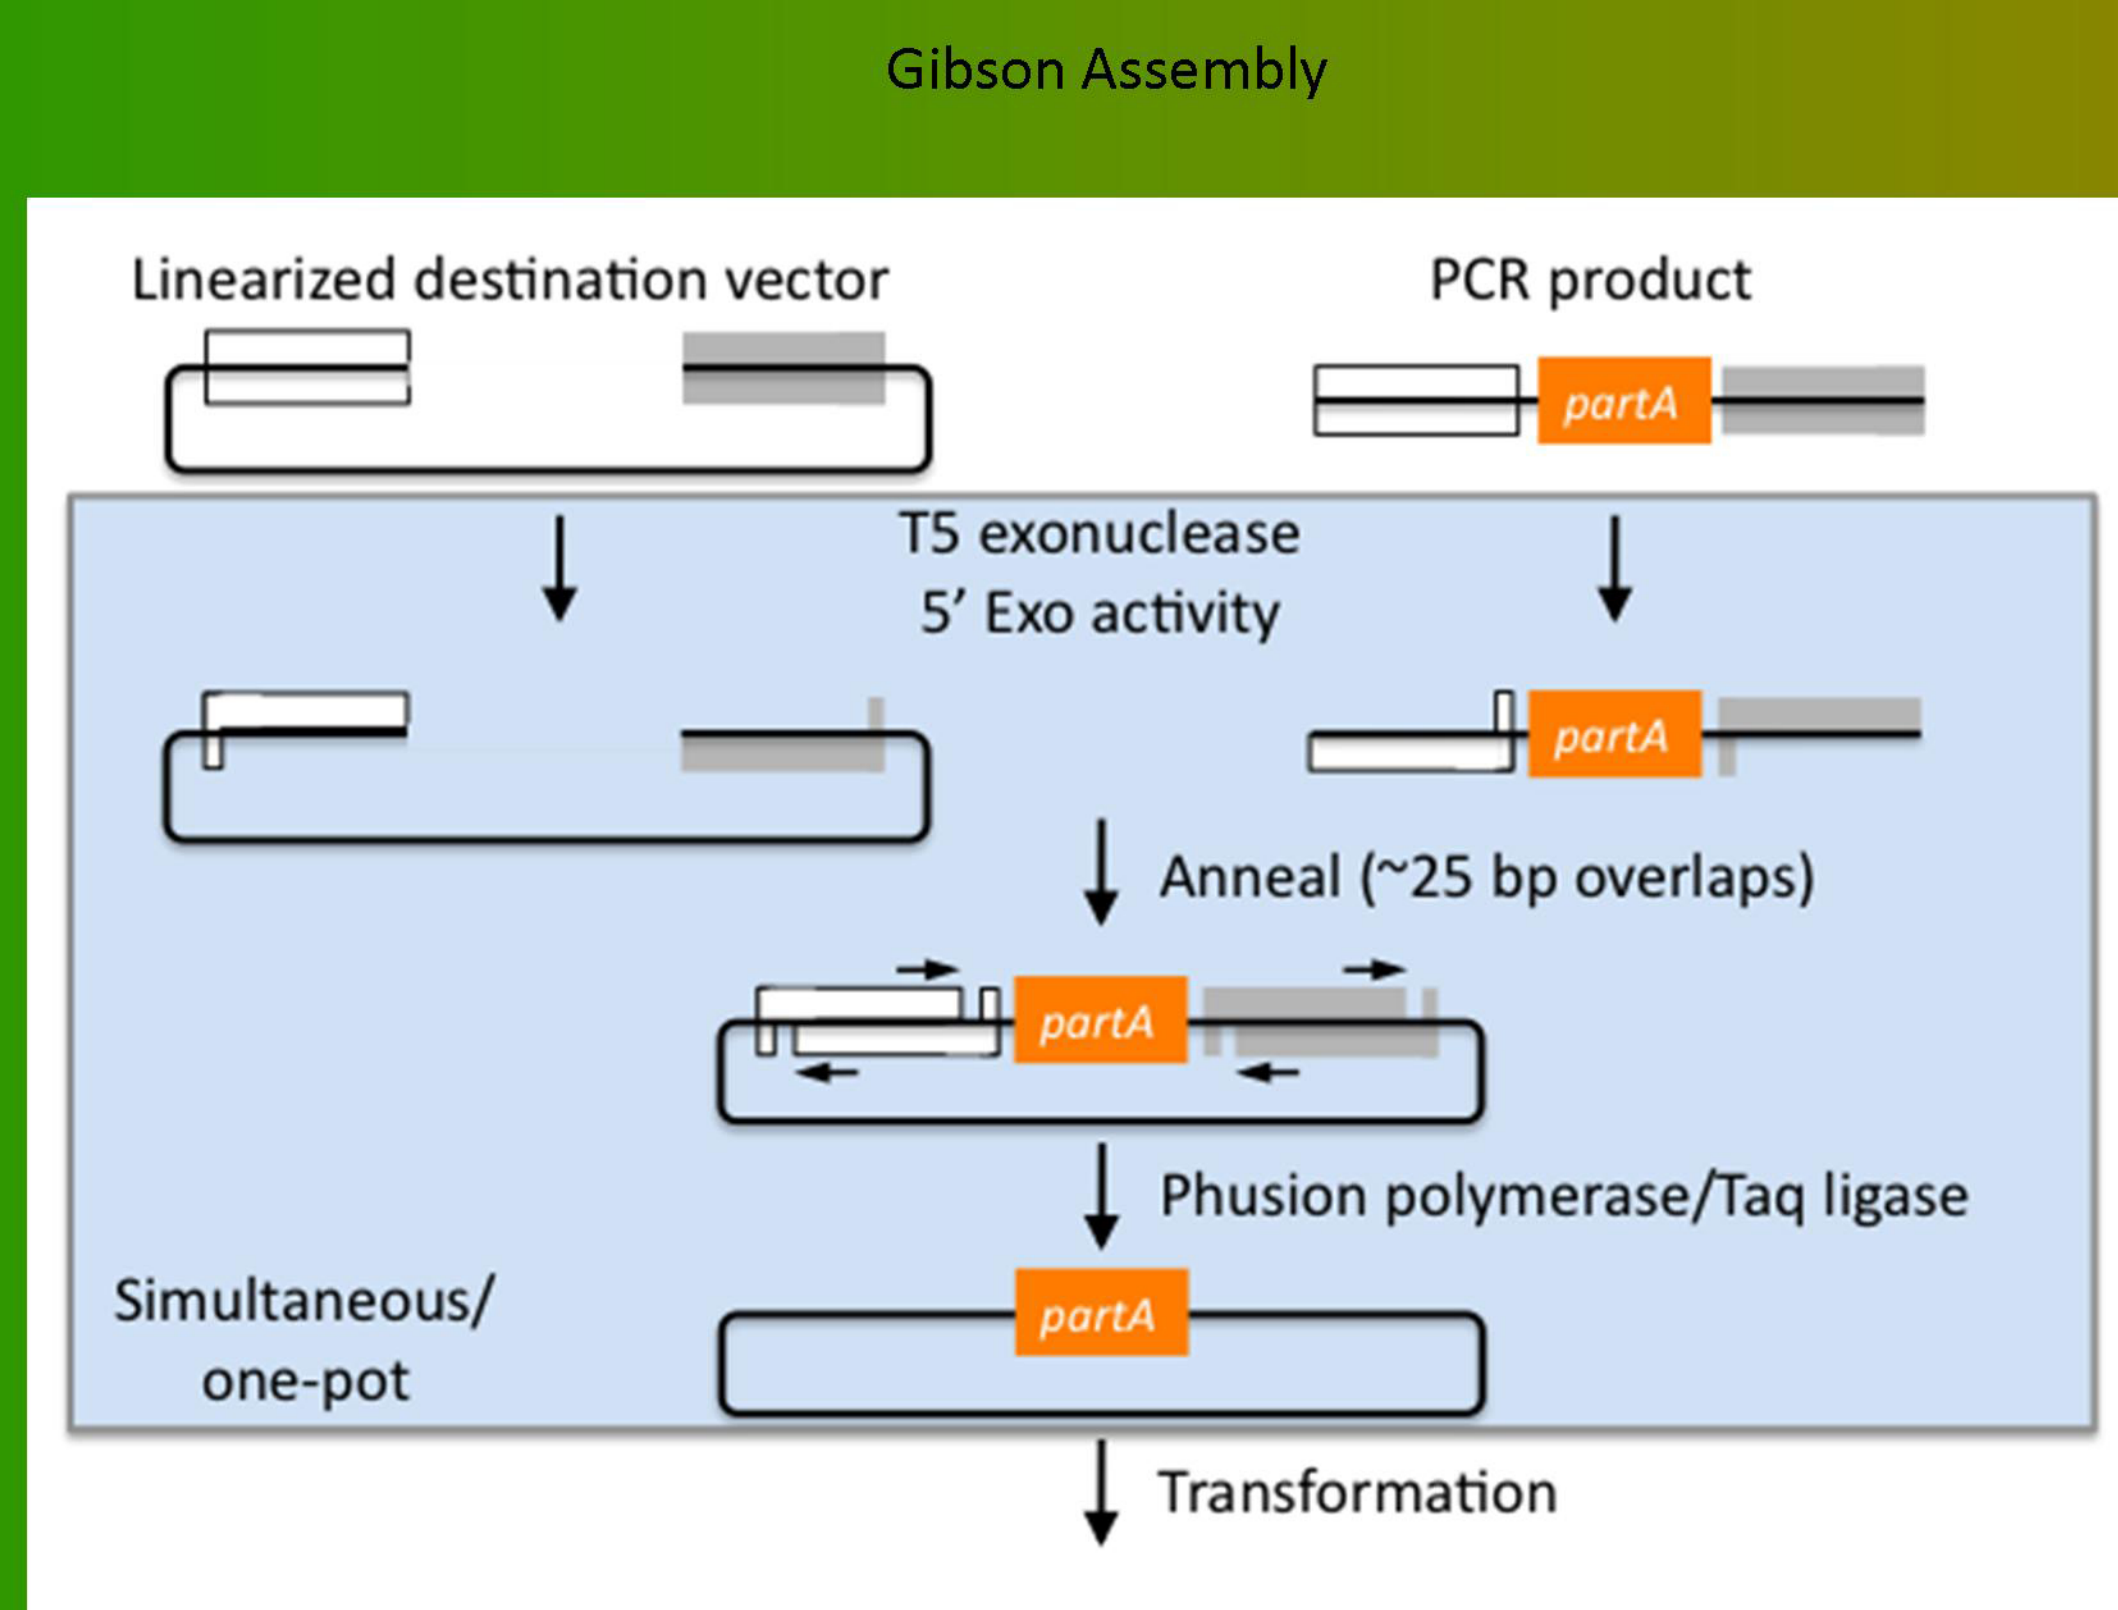 Gibson Assembly
Linearized destination vector
PCR product
partA
T5 exonuclease
5’ Exo activity
partA
Anneal (~25 bp overlaps)
partA
Phusion polymerase/Taq ligase
partA
Simultaneous/
one-pot
Transformation